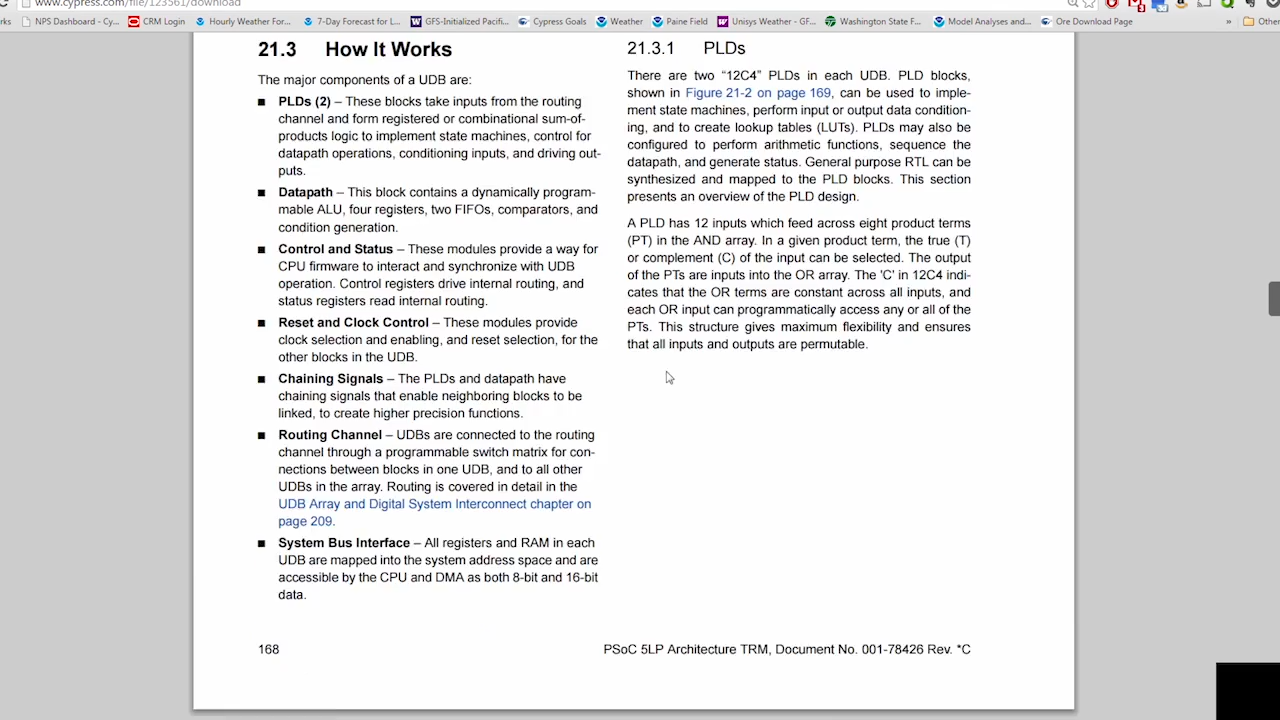 www.cypress.com/file/123561/download
NPS Dashboard - Cy...
CRM Login
Hourly Weather For...
7-Day Forecast for L...
GFS-Initialized Pacifi...
Cypress Goals
Weather
Paine Field
Unisys Weather - GF...
Washington State F...
Model Analyses and...
Ore Download Page
»
Other
21.3 How It Works
The major components of a UDB are:
■ PLDs (2) – These blocks take inputs from the routing
channel and form registered or combinational sum-of-
products logic to implement state machines, control for
datapath operations, conditioning inputs, and driving out-
puts.
■ Datapath – This block contains a dynamically program-
mable ALU, four registers, two FIFOs, comparators, and
condition generation.
■ Control and Status – These modules provide a way for
CPU firmware to interact and synchronize with UDB
operation. Control registers drive internal routing, and
status registers read internal routing.
■ Reset and Clock Control – These modules provide
clock selection and enabling, and reset selection, for the
other blocks in the UDB.
■ Chaining Signals – The PLDs and datapath have
chaining signals that enable neighboring blocks to be
linked, to create higher precision functions.
■ Routing Channel – UDBs are connected to the routing
channel through a programmable switch matrix for con-
nections between blocks in one UDB, and to all other
UDBs in the array. Routing is covered in detail in the
UDB Array and Digital System Interconnect chapter on
page 209.
■ System Bus Interface – All registers and RAM in each
UDB are mapped into the system address space and are
accessible by the CPU and DMA as both 8-bit and 16-bit
data.
21.3.1 PLDs
There are two “12C4” PLDs in each UDB. PLD blocks,
shown in Figure 21-2 on page 169, can be used to imple-
ment state machines, perform input or output data condition-
ing, and to create lookup tables (LUTs). PLDs may also be
configured to perform arithmetic functions, sequence the
datapath, and generate status. General purpose RTL can be
synthesized and mapped to the PLD blocks. This section
presents an overview of the PLD design.
A PLD has 12 inputs which feed across eight product terms
(PT) in the AND array. In a given product term, the true (T)
or complement (C) of the input can be selected. The output
of the PTs are inputs into the OR array. The 'C' in 12C4 indi-
cates that the OR terms are constant across all inputs, and
each OR input can programmatically access any or all of the
PTs. This structure gives maximum flexibility and ensures
that all inputs and outputs are permutable.
168
PSoC 5LP Architecture TRM, Document No. 001-78426 Rev. *C